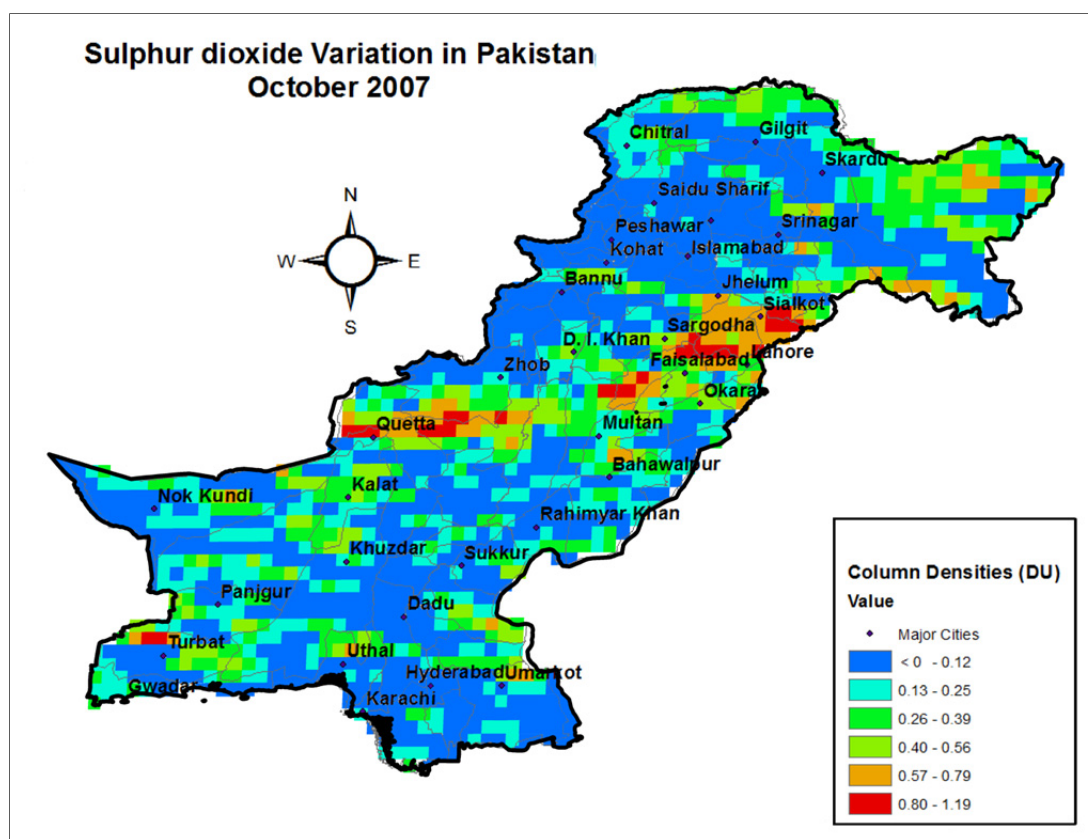 Sulphur dioxide Variation in Pakistan
October 2007
N
W
E
S
Chitral
Gilgit
Skardu
Saidu Sharif
Peshawar
Srinagar
Kohat
Islamabad
Bannu
Jhelum
Sialkot
Sargodha
D. I. Khan
Lahore
Faisalabad
Zhob
Okara
Quetta
Multan
Bahawalpur
Kalat
Nok Kundi
Rahimyar Khan
Khuzdar
Sukkur
Panjgur
Dadu
Turbat
Uthal
Hyderabad
Umarkot
Gwadar
Karachi
Column Densities (DU)
Value
Major Cities
< 0 - 0.12
0.13 - 0.25
0.26 - 0.39
0.40 - 0.56
0.57 - 0.79
0.80 - 1.19